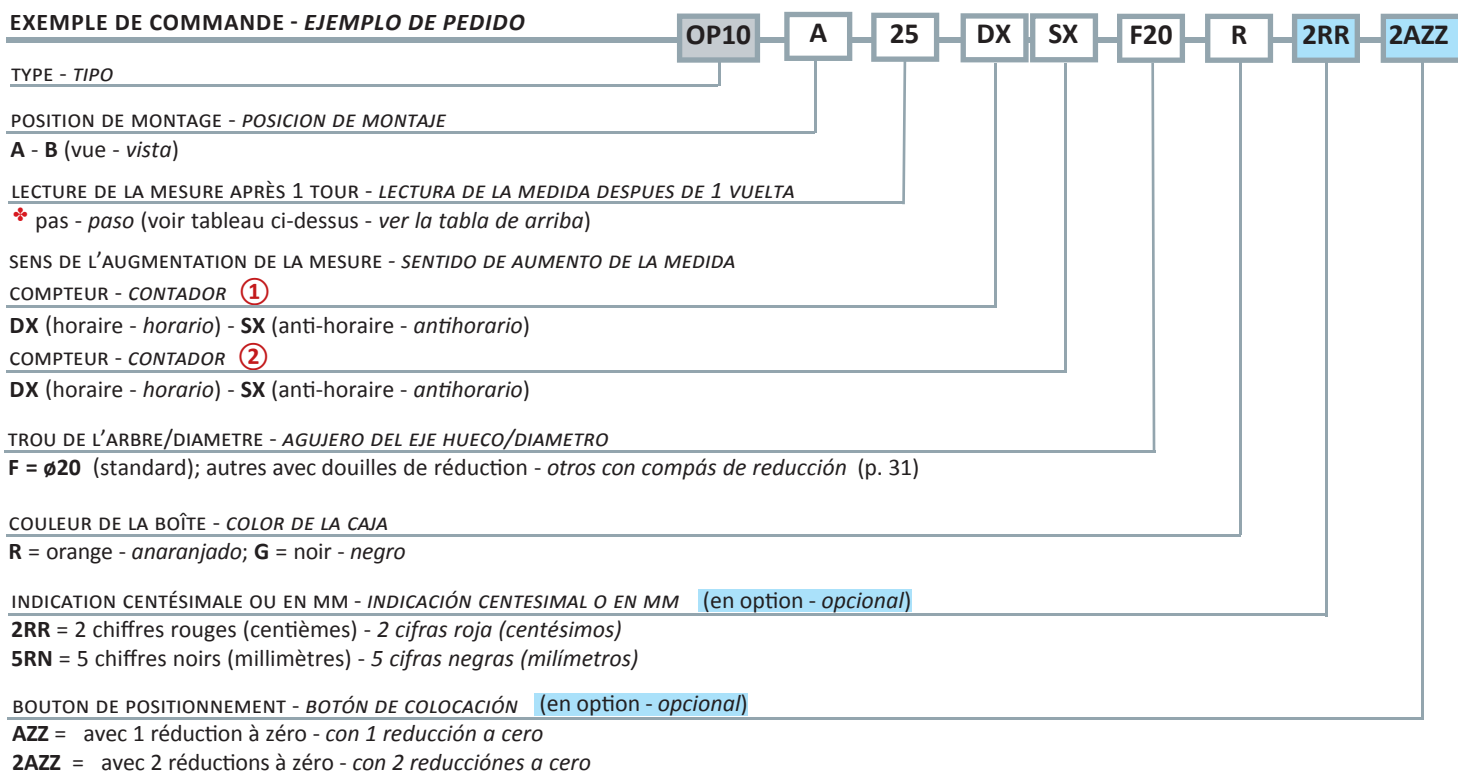 EXEMPLE DE COMMANDE - EJEMPLO DE PEDIDO
OP10 A 25 DX SX F20 R 2RR 2AZZ
TYPE - TIPO
POSITION DE MONTAGE - POSICION DE MONTAJE
A - B (vue - vista)
LECTURE DE LA MESURE APRÈS 1 TOUR - LECTURA DE LA MEDIDA DESPUES DE 1 VUELTA
✤ pas - paso (voir tableau ci-dessus - ver la tabla de arriba)
SENS DE L'AUGMENTATION DE LA MESURE - SENTIDO DE AUMENTO DE LA MEDIDA
COMPTEUR - CONTADOR ①
DX (horaire - horario) - SX (anti-horaire - antihorario)
COMPTEUR - CONTADOR ②
DX (horaire - horario) - SX (anti-horaire - antihorario)
TROU DE L'ARBRE/DIAMETRE - AGUJERO DEL EJE HUECO/DIAMETRO
F = ø20 (standard); autres avec douilles de réduction - otros con compás de reducción (p. 31)
COULEUR DE LA BOÎTE - COLOR DE LA CAJA
R = orange - anaranjado; G = noir - negro
INDICATION CENTÉSIMALE OU EN MM - INDICACIÓN CENTESIMAL O EN MM (en option - opcional)
2RR = 2 chiffres rouges (centièmes) - 2 cifras roja (centésimos)
5RN = 5 chiffres noirs (millimètres) - 5 cifras negras (milímetros)
BOUTON DE POSITIONNEMENT - BOTÓN DE COLOCACIÓN (en option - opcional)
AZZ = avec 1 réduction à zéro - con 1 reducción a cero
2AZZ = avec 2 réductions à zéro - con 2 reducciónes a cero